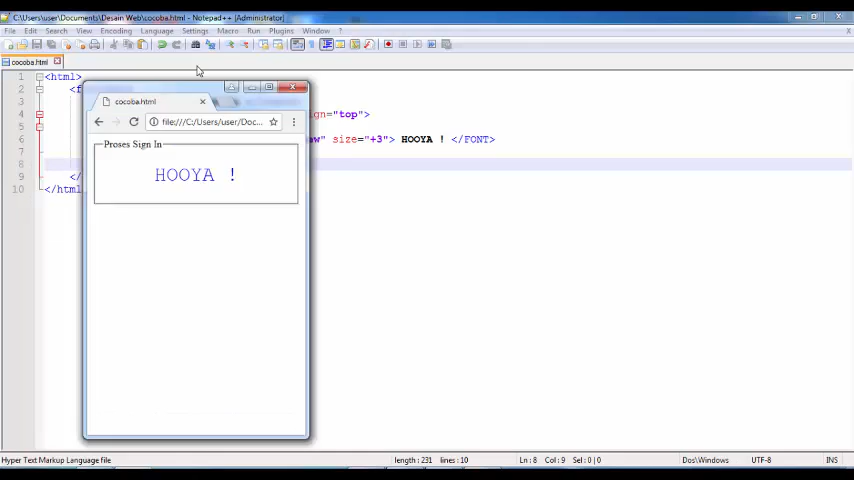 C:\Users\user\Documents\Desain Web\cocoba.html - Notepad++ [Administrator]
File Edit Search View Encoding Language Settings Macro Run Plugins Window ?
X
cocoba.html
1 <html>
2
3
4 ign="top">
5
6 aw" size="+3"> HOOYA ! </FONT>
7
8
9 </
10 </html
cocoba.html
file:///C:/Users/user/Doc...
Proses Sign In
HOOYA !
Hyper Text Markup Language file length : 231 lines : 10 Ln : 8 Col : 9 Sel : 0 | 0 Dos\Windows UTF-8 INS